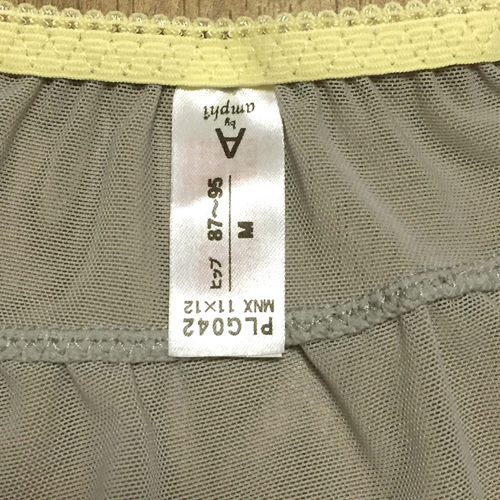 A
by
amphi
M
ヒップ 87～95
PLG042
MNX 11×12